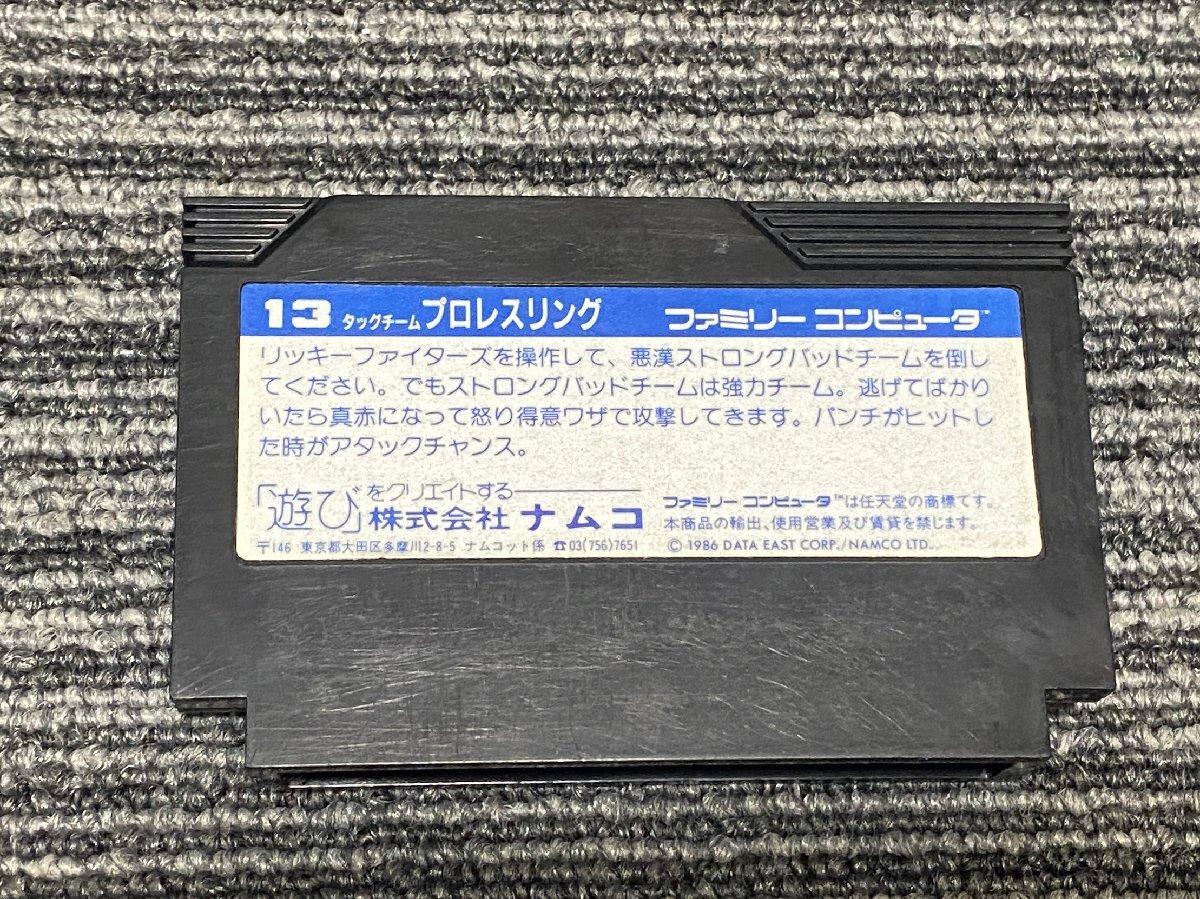 13 タッグチームプロレスリング ファミリー コンピュータ™
リッキーファイターズを操作して、悪漢ストロングバッドチームを倒し
てください。でもストロングバッドチームは強力チーム。逃げてばかり
いたら真赤になって怒り得意ワザで攻撃してきます。パンチがヒットし
た時がアタックチャンス。
「遊び」をクリエイトする
株式会社ナムコ
〒146 東京都大田区多摩川2-8-5 ナムコット係 ☎03(756)7651
ファミリー コンピュータ™は任天堂の商標です。
本商品の輸出、使用営業及び賃貸を禁じます。
© 1986 DATA EAST CORP./NAMCO LTD.